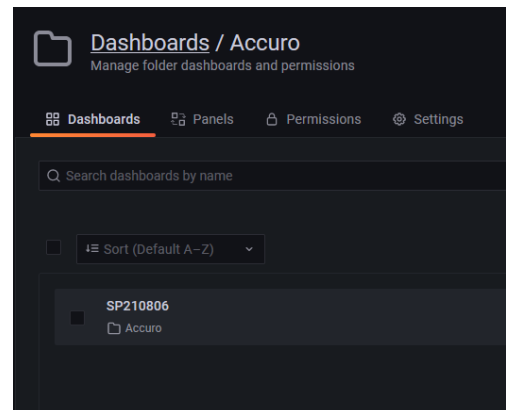 Dashboards / Accuro
Manage folder dashboards and permissions
Dashboards Panels Permissions Settings
Search dashboards by name
Sort (Default A–Z)
SP210806
Accuro